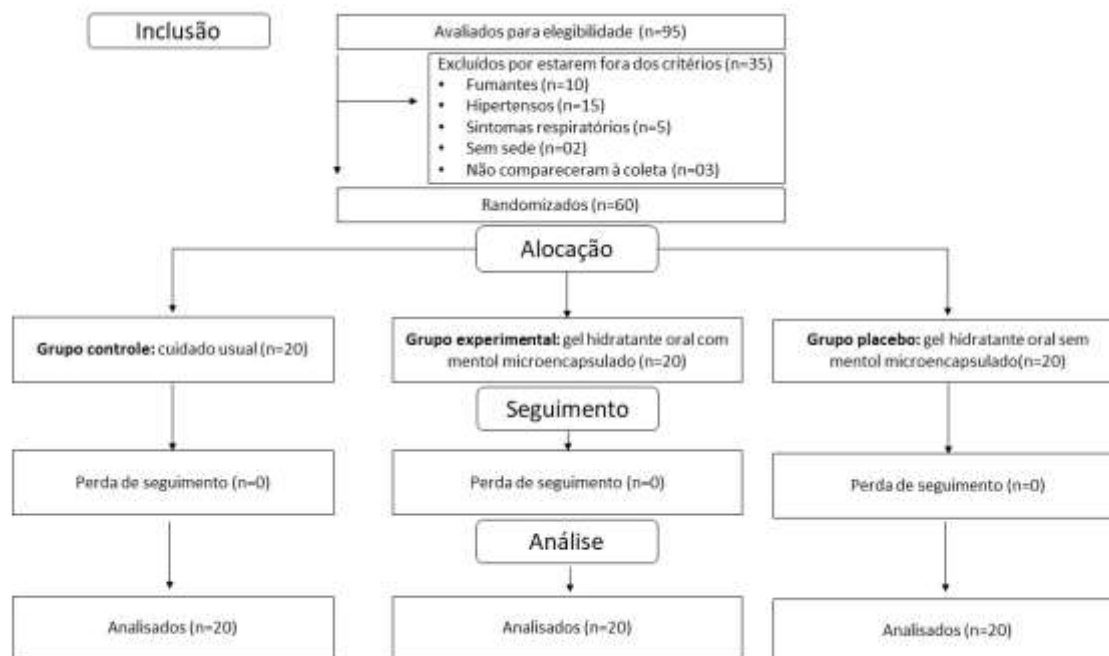 Inclusão
Avaliados para elegibilidade (n=95)
Excluídos por estarem fora dos critérios (n=35)
• Fumantes (n=10)
• Hipertensos (n=15)
• Sintomas respiratórios (n=5)
• Sem sede (n=02)
• Não compareceram à coleta (n=03)
Randomizados (n=60)
Alocação
Grupo controle: cuidado usual (n=20)
Grupo experimental: gel hidratante oral com
mentol microencapsulado (n=20)
Grupo placebo: gel hidratante oral sem
mentol microencapsulado(n=20)
Seguimento
Perda de seguimento (n=0)
Perda de seguimento (n=0)
Perda de seguimento (n=0)
Análise
Analisados (n=20)
Analisados (n=20)
Analisados (n=20)